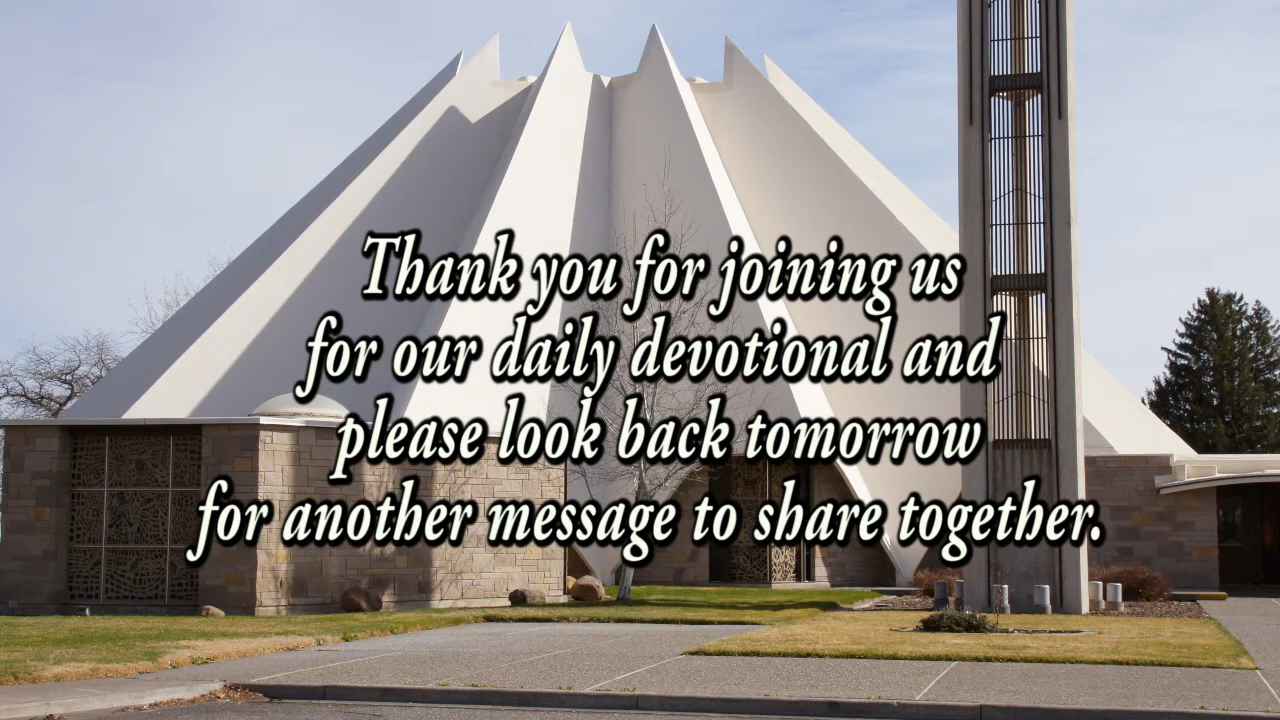 Thank you for joining us
for our daily devotional and
please look back tomorrow
for another message to share together.